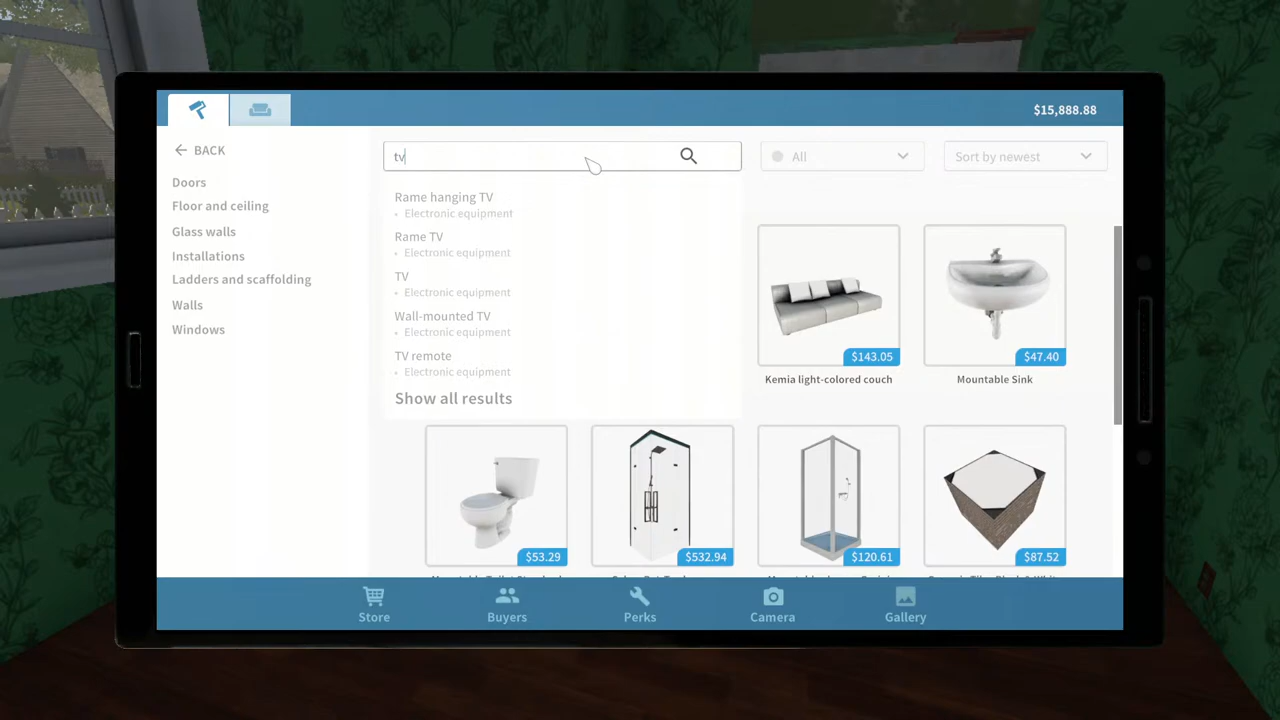 $15,888.88
BACK
tv
All
Sort by newest
Doors
Floor and ceiling
Glass walls
Installations
Ladders and scaffolding
Walls
Windows
Rame hanging TV
• Electronic equipment
Rame TV
• Electronic equipment
TV
• Electronic equipment
Wall-mounted TV
• Electronic equipment
TV remote
• Electronic equipment
Show all results
$143.05
$47.40
Kemia light-colored couch
Mountable Sink
$53.29
$532.94
$120.61
$87.52
Store
Buyers
Perks
Camera
Gallery